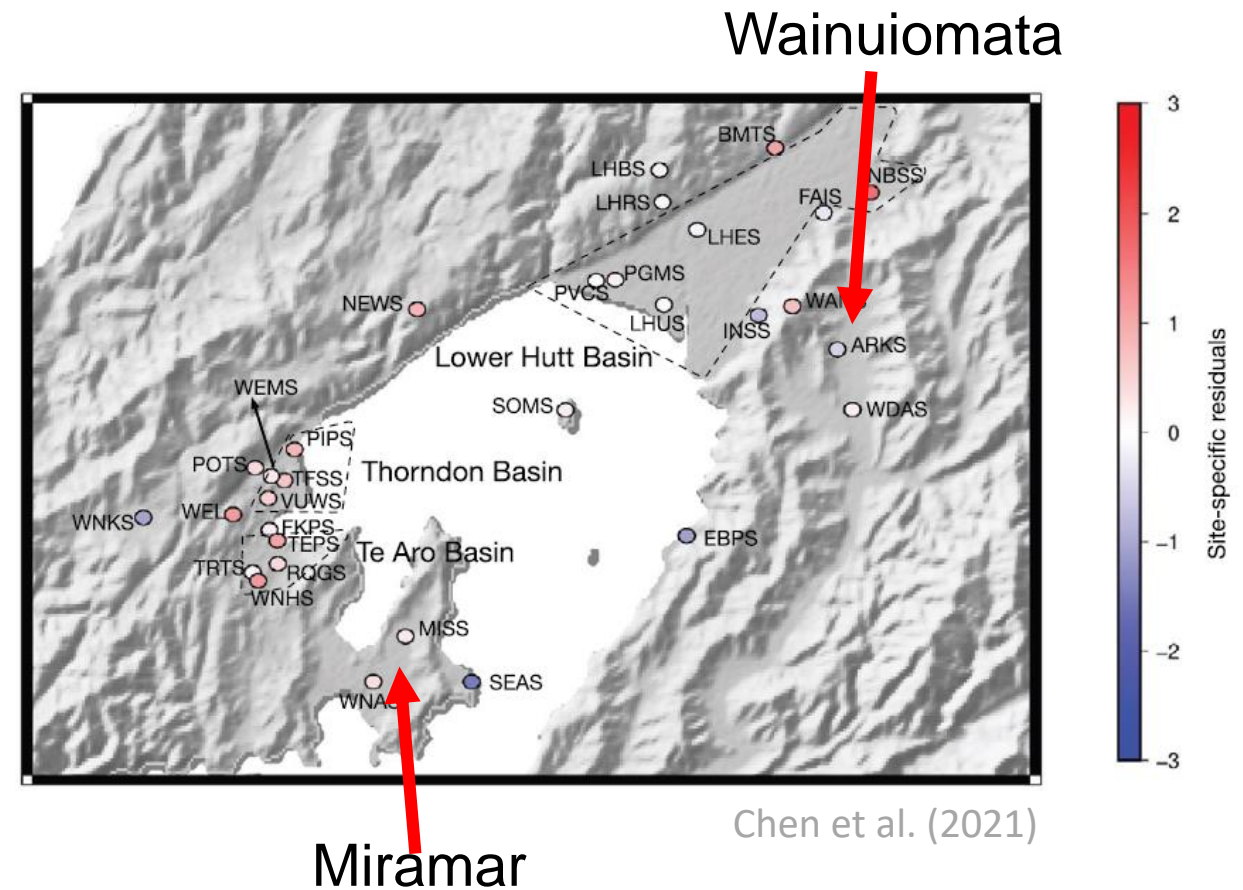 Wainuiomata
BMTS
LHBS
NBSS
LHRS
FAIS
LHES
PGMS
PVCS
NEWS
LHUS
INSS
ARKS
Lower Hutt Basin
WEMS
SOMS
WDAS
PIPS
POTS
TFSS
Thorndon Basin
VUWS
WEL
WNKS
FKPS
TEPS
Te Aro Basin
EBPS
TRTS
RQGS
WNHS
MISS
SEAS
3
2
1
0
−1
−2
−3
Site-specific residuals
Chen et al. (2021)
Miramar